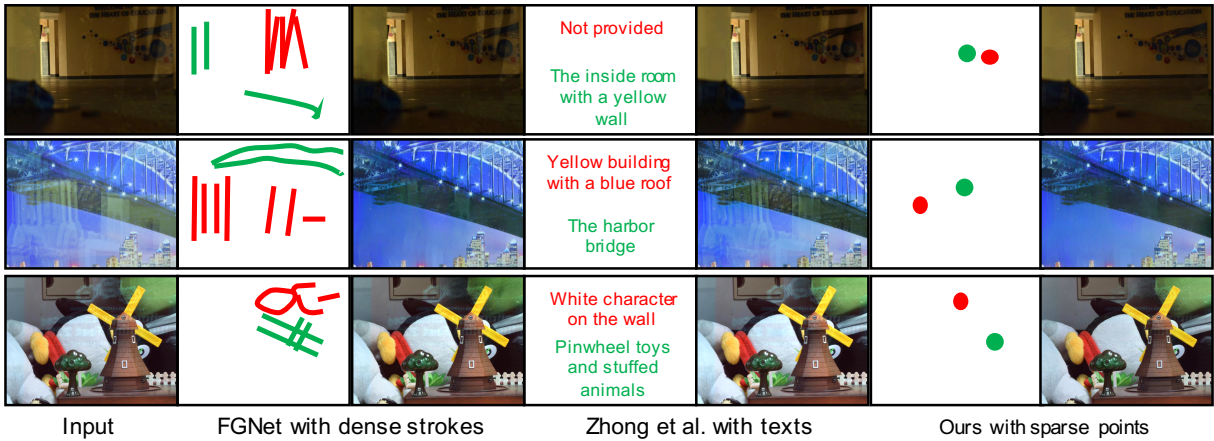 Not provided
The inside room
with a yellow
wall
Yellow building
with a blue roof
The harbor
bridge
White character
on the wall
Pinwheel toys
and stuffed
animals
Input
FGNet with dense strokes
Zhong et al. with texts
Ours with sparse points